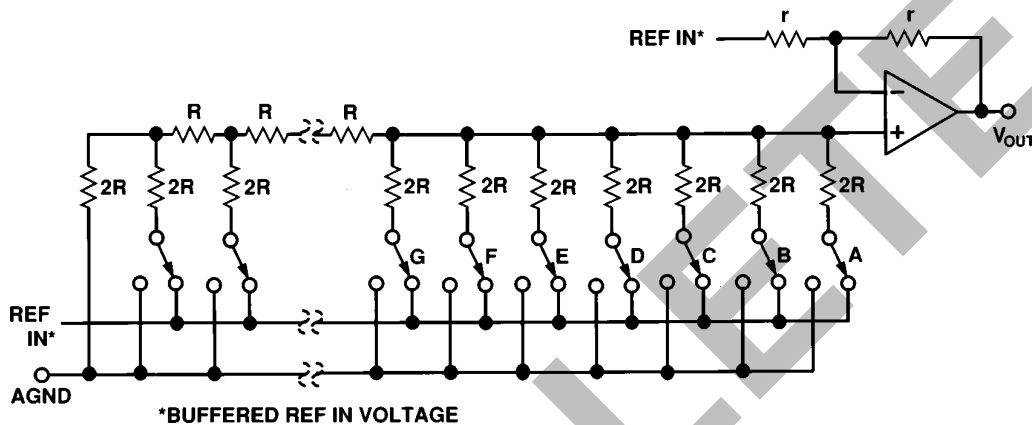 r r
REF IN*
R R R
−
+
V_OUT
2R 2R 2R 2R 2R 2R 2R 2R 2R 2R
G F E D C B A
REF
IN*
AGND
*BUFFERED REF IN VOLTAGE
LETE